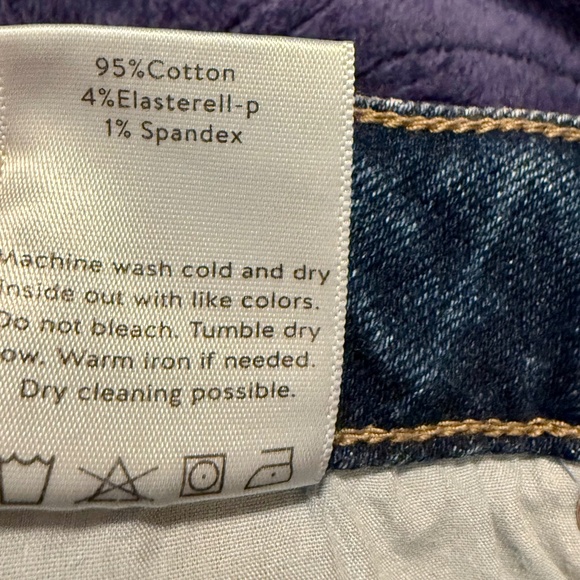 95%Cotton
4%Elasterell-p
1% Spandex
Machine wash cold and dry
inside out with like colors.
Do not bleach. Tumble dry
low. Warm iron if needed.
Dry cleaning possible.